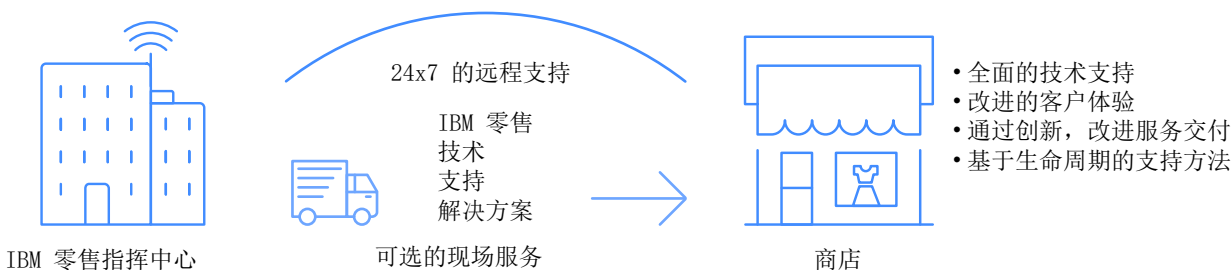 24x7 的远程支持
IBM 零售
技术
支持
解决方案
• 全面的技术支持
• 改进的客户体验
• 通过创新，改进服务交付
• 基于生命周期的支持方法
IBM 零售指挥中心
可选的现场服务
商店